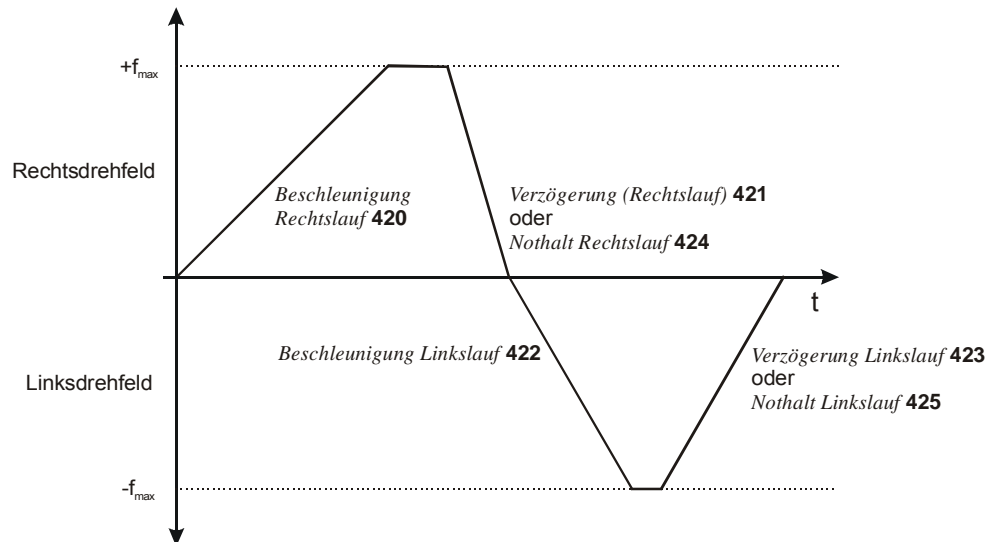 +fmax
Rechtsdrehfeld
Beschleunigung
Rechtslauf 420
Verzögerung (Rechtslauf) 421
oder
Nothalt Rechtslauf 424
t
Beschleunigung Linkslauf 422
Verzögerung Linkslauf 423
oder
Nothalt Linkslauf 425
Linksdrehfeld
-fmax